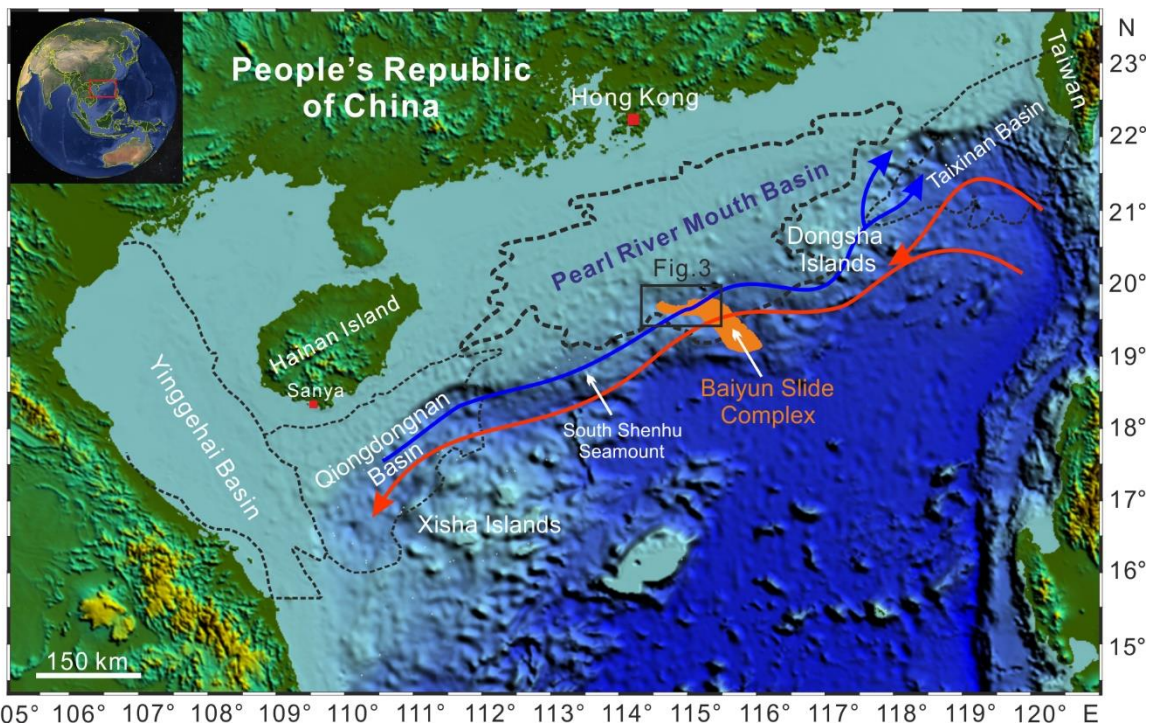 N
People's Republic
of China
Hong Kong
Taiwan
23°
22°
21°
20°
19°
18°
17°
16°
15°
Taixinan Basin
Pearl River Mouth Basin
Dongsha
Islands
Fig.3
Hainan Island
Sanya
Yinggehai Basin
Qiongdongnan
Basin
South Shenhu
Seamount
Baiyun Slide
Complex
Xisha Islands
150 km
05° 106° 107° 108° 109° 110° 111° 112° 113° 114° 115° 116° 117° 118° 119° 120° E